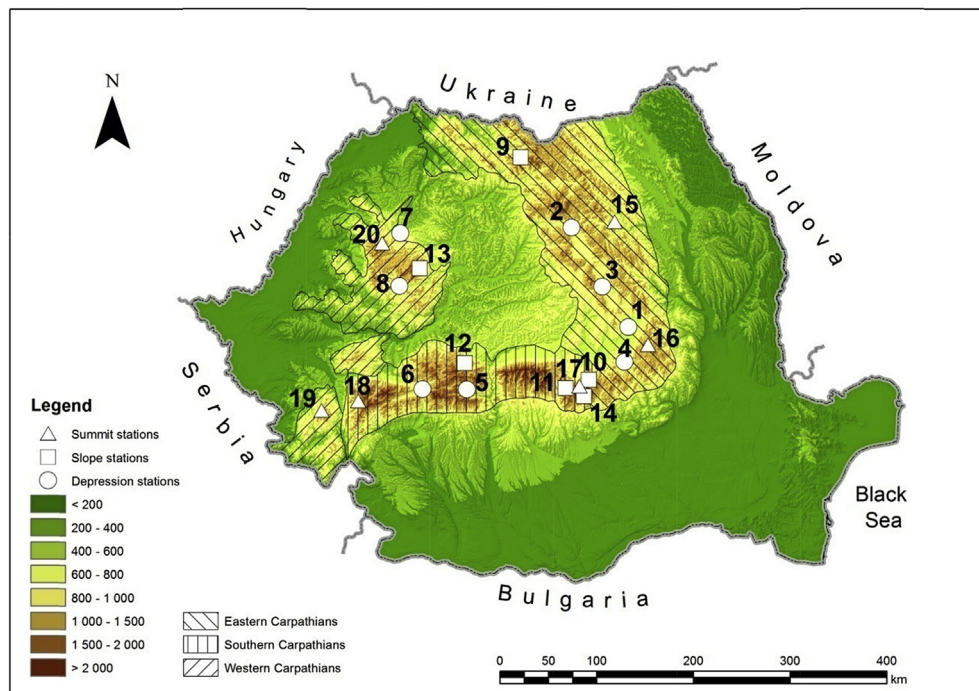 N
Ukraine
Hungary
Moldova
Serbia
Bulgaria
Black
Sea
9
2
15
7
20
13
8
3
1
16
4
12
6
5
11
17
10
14
18
19
Legend
Summit stations
Slope stations
Depression stations
< 200
200 - 400
400 - 600
600 - 800
800 - 1 000
1 000 - 1 500
1 500 - 2 000
> 2 000
Eastern Carpathians
Southern Carpathians
Western Carpathians
0 25 50 100 200 300 400
km